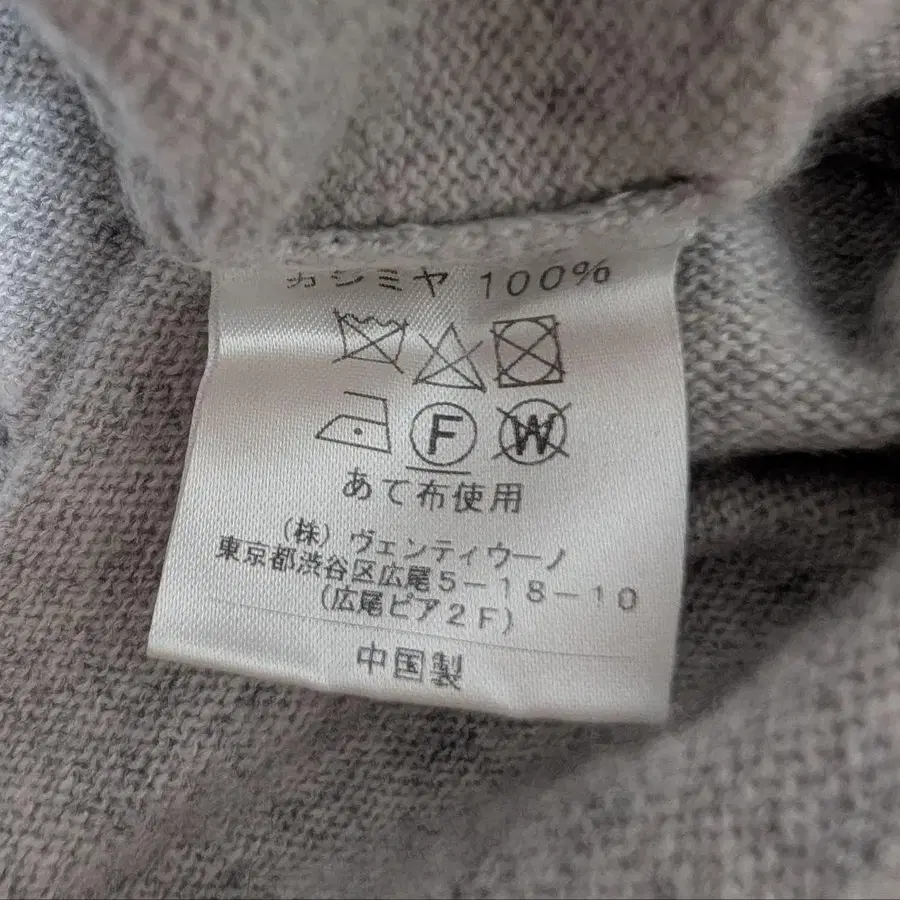 カシミヤ 100%
F W
あて布使用
(株) ヴェンティウーノ
東京都渋谷区広尾5-18-10
(広尾ピア2F)
中国製